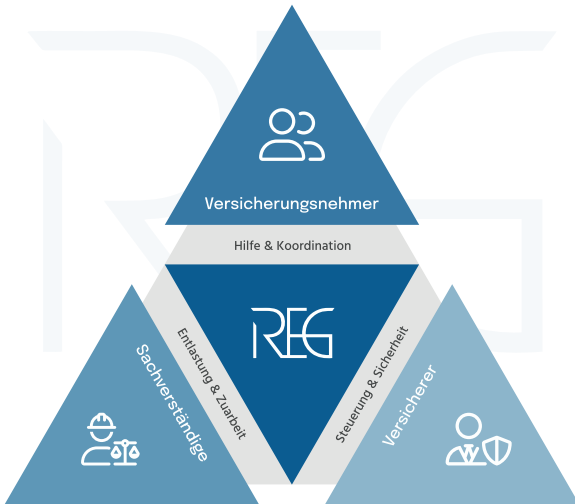 Versicherungsnehmer
Hilfe & Koordination
REG
Sachverständige
Entlastung & Zuarbeit
Steuerung & Sicherheit
Versicherer